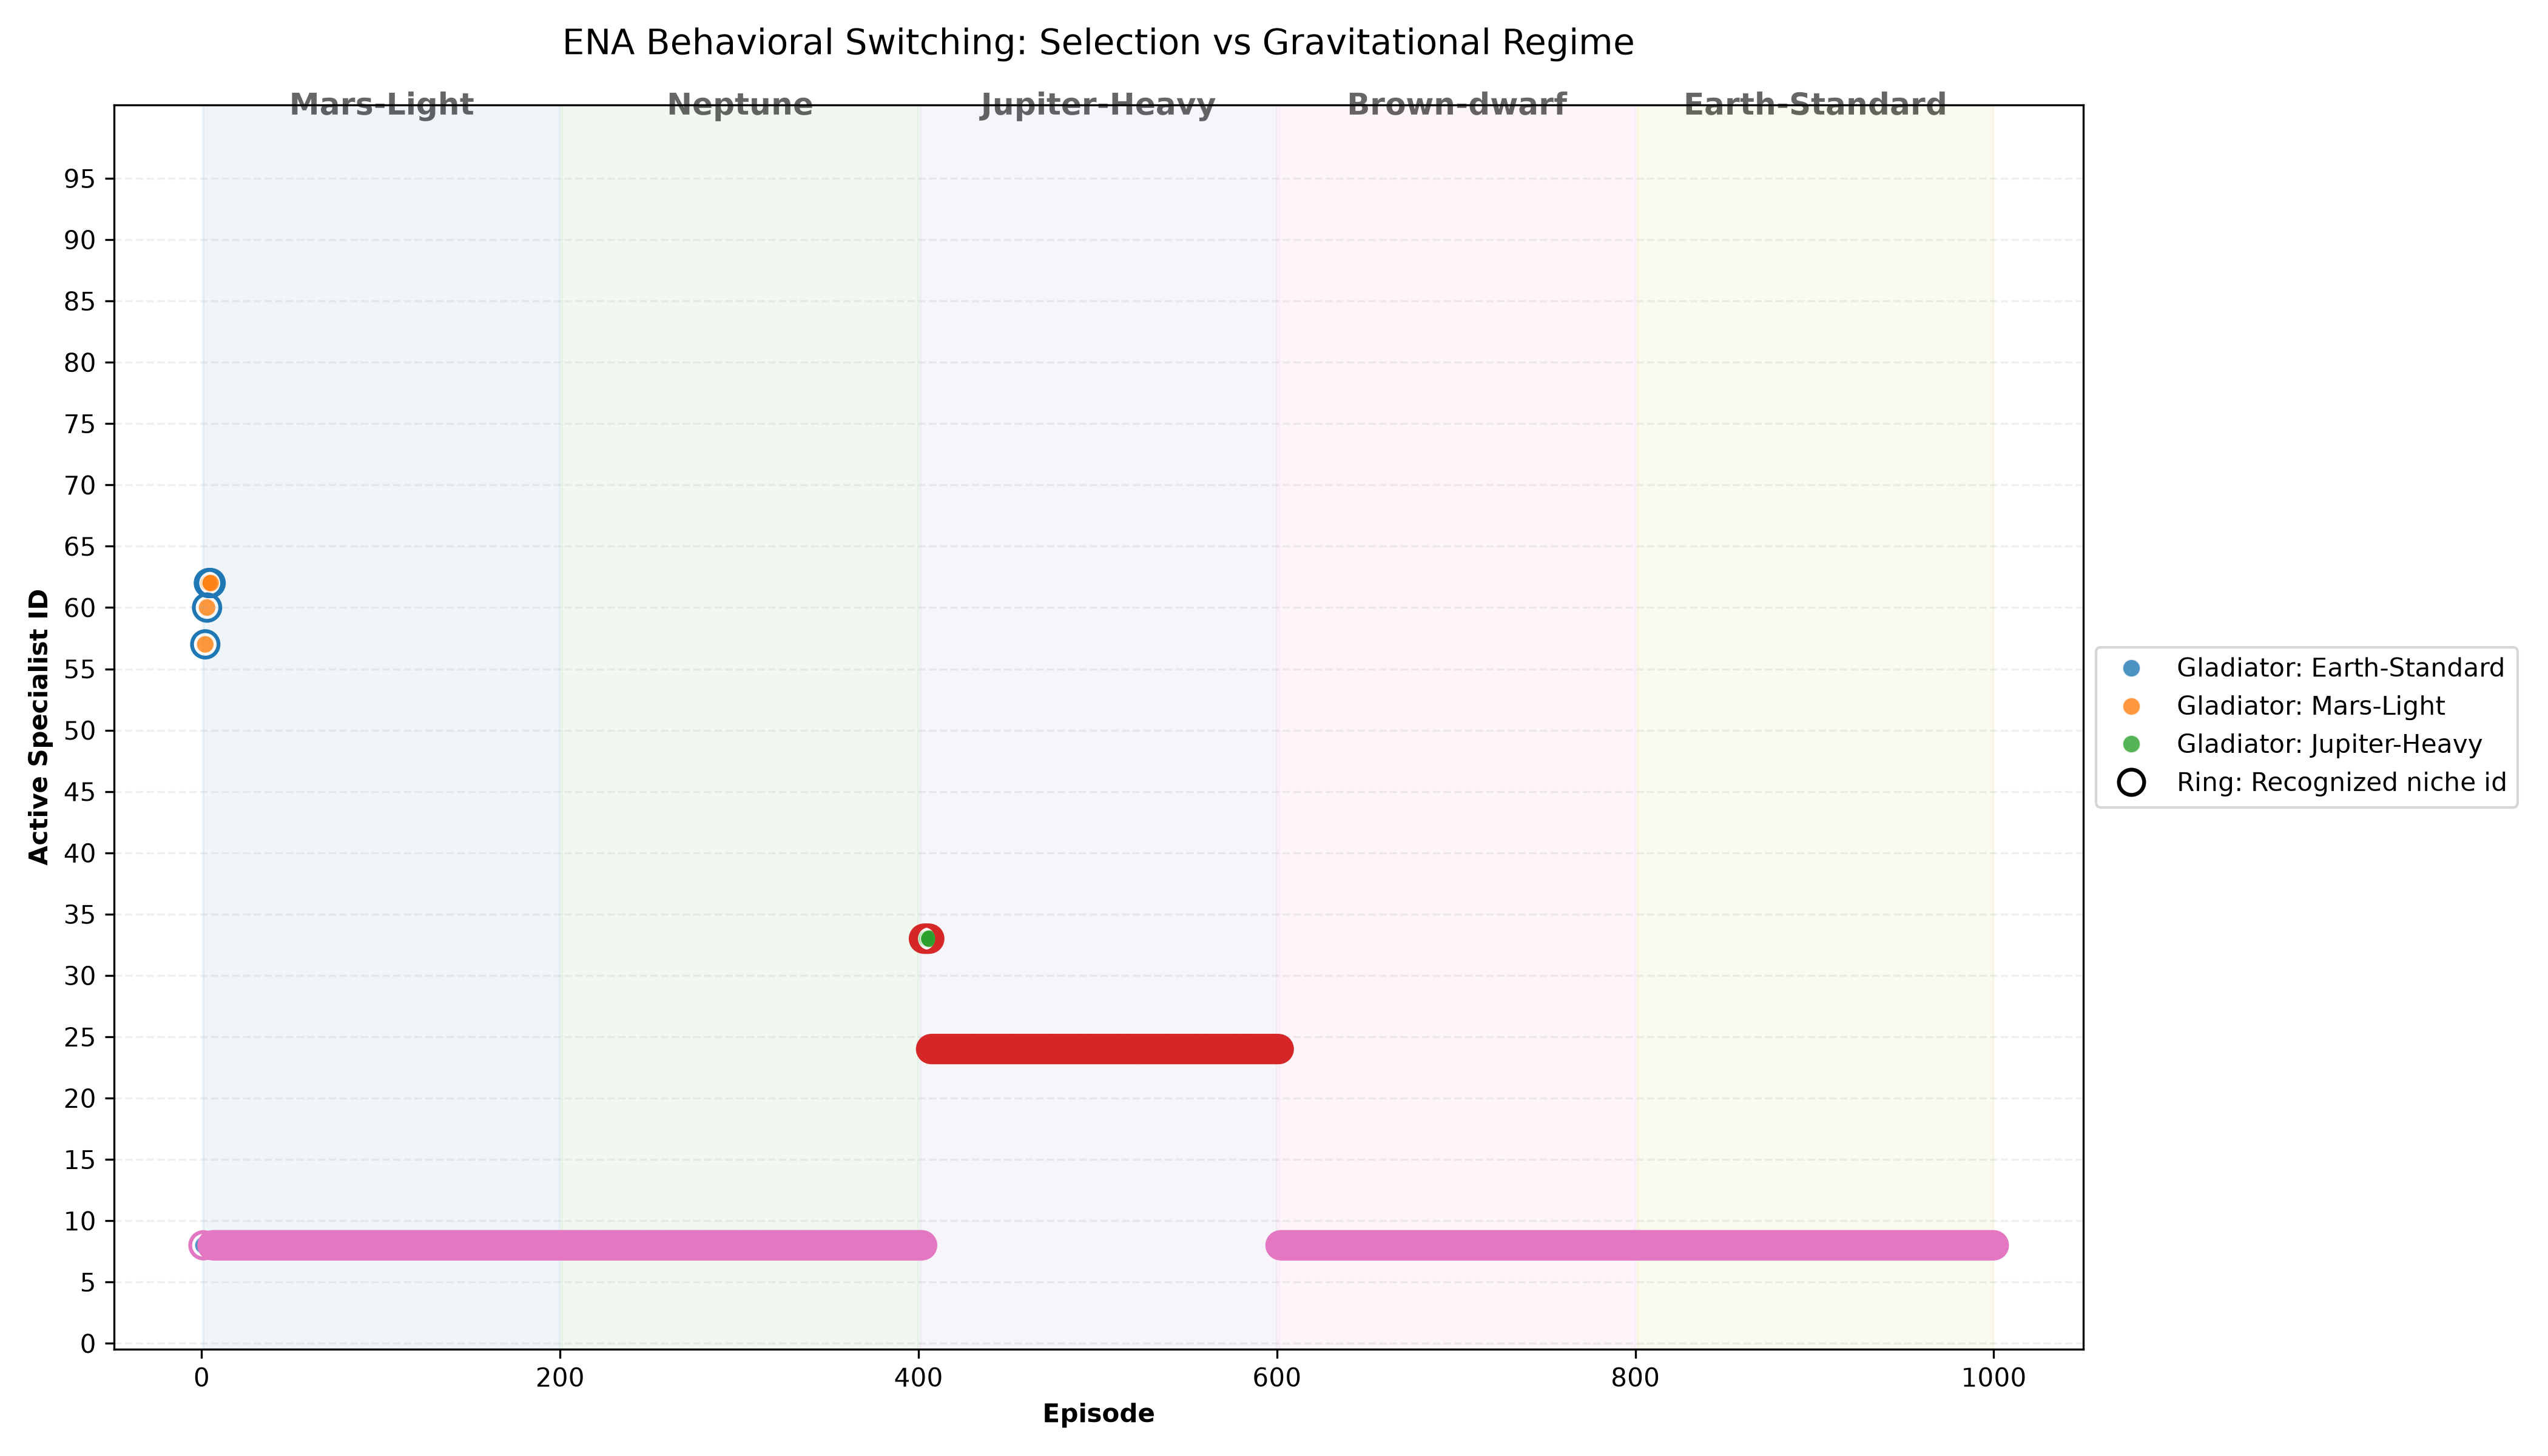 ENA Behavioral Switching: Selection vs Gravitational Regime
Mars-Light Neptune Jupiter-Heavy Brown-dwarf Earth-Standard
95
90
85
80
75
70
65
60
55
50
45
40
35
30
25
20
15
10
5
0
Active Specialist ID
0 200 400 600 800 1000
Episode
Gladiator: Earth-Standard
Gladiator: Mars-Light
Gladiator: Jupiter-Heavy
Ring: Recognized niche id